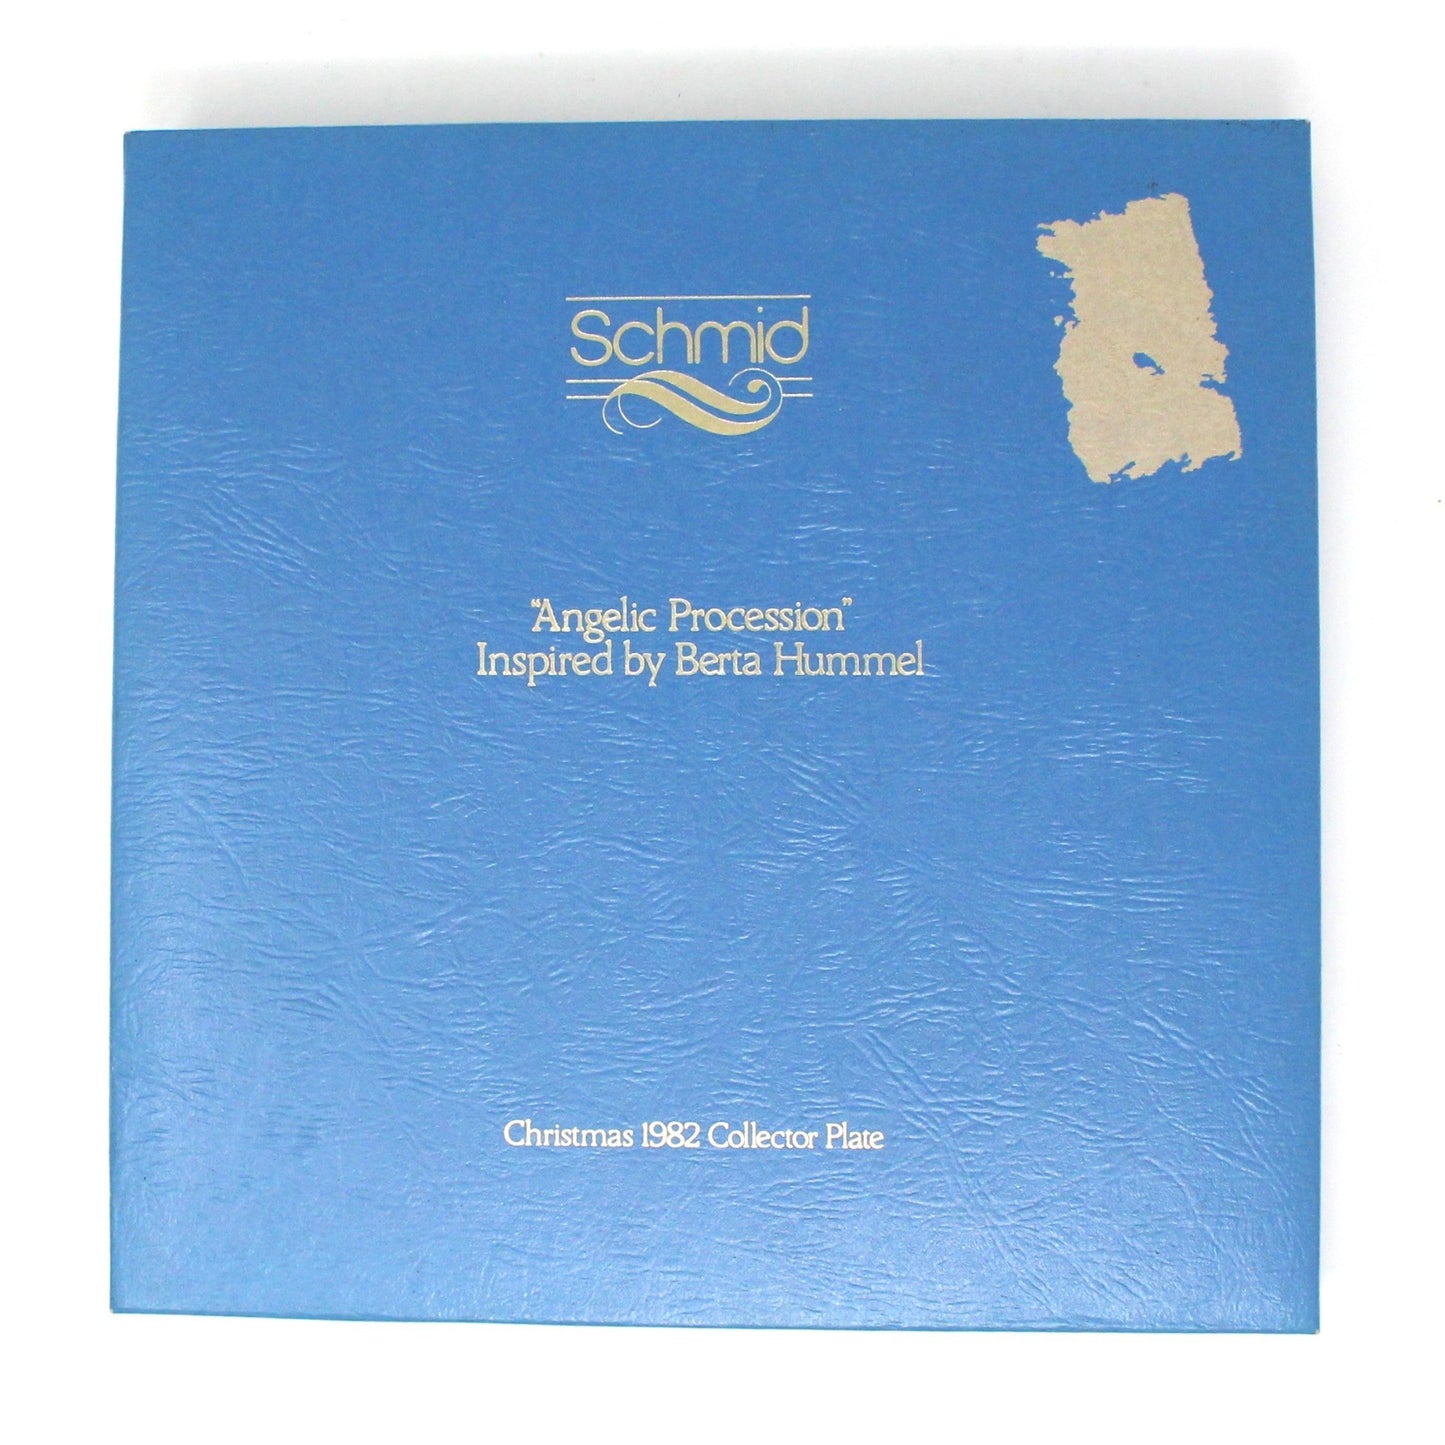 Schmid
"Angelic Procession"
Inspired by Berta Hummel
Christmas 1982 Collector Plate